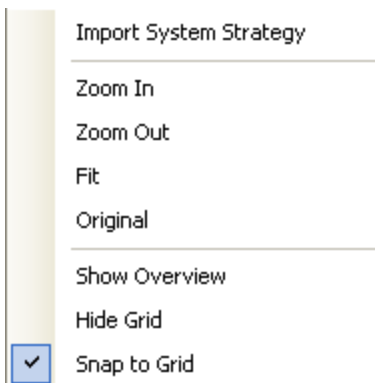 Import System Strategy
Zoom In
Zoom Out
Fit
Original
Show Overview
Hide Grid
Snap to Grid